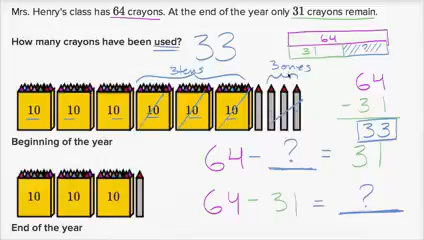 Mrs. Henry's class has 64 crayons. At the end of the year only 31 crayons remain.
How many crayons have been used? 33
64
31 ?
3 tens 3 ones
10 10 10 10 10 10
Beginning of the year
64
- 31
33
64 - ? = 31
64 - 31 = ?
10 10 10
End of the year